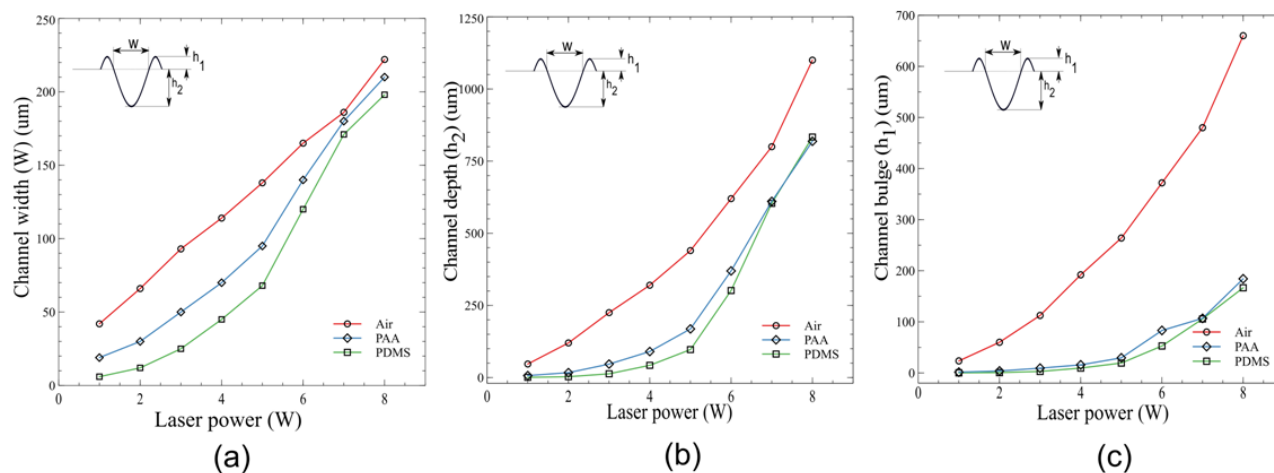 250
200
150
100
50
0
0
2
4
6
8
Channel width (W) (um)
Laser power (W)
W
h1
h2
Air
PAA
PDMS
(a)
1250
1000
750
500
250
0
0
2
4
6
8
Channel depth (h2) (um)
Laser power (W)
W
h1
h2
Air
PAA
PDMS
(b)
700
600
500
400
300
200
100
0
0
2
4
6
8
Channel bulge (h1) (um)
Laser power (W)
W
h1
h2
Air
PAA
PDMS
(c)